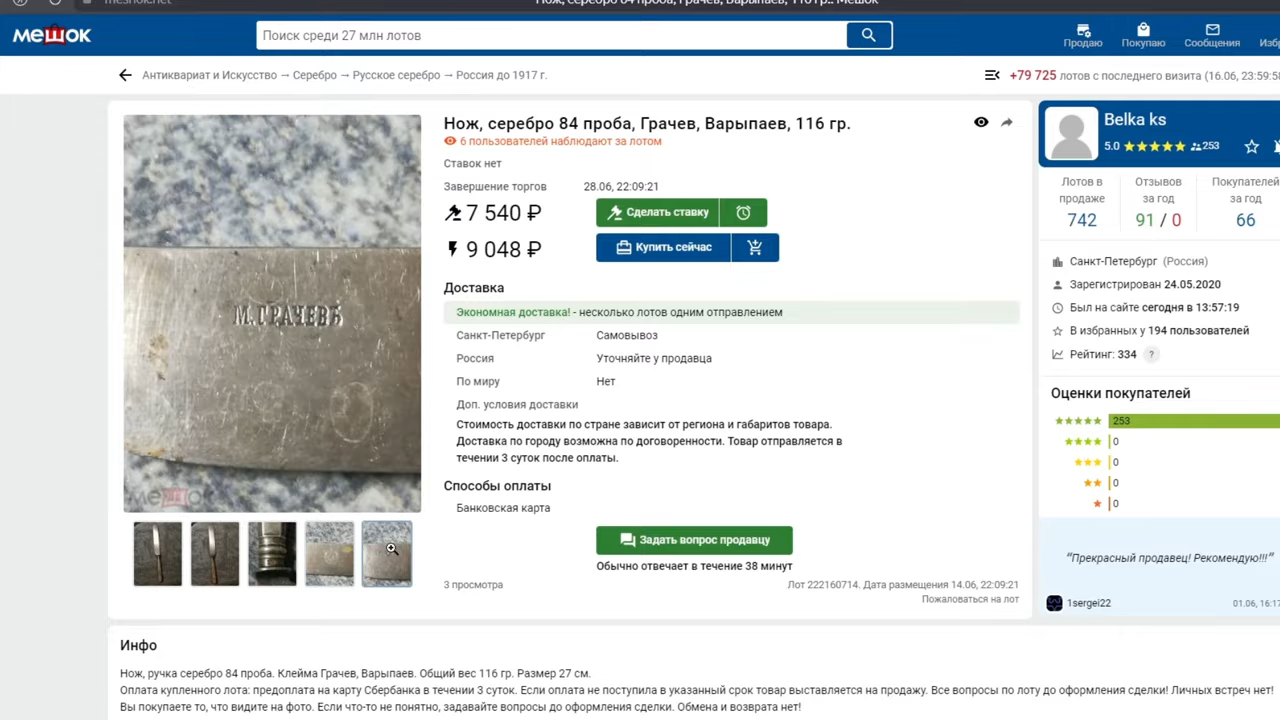 мешок
Поиск среди 27 млн лотов
Продаю
Покупаю
Сообщения
Антиквариат и Искусство → Серебро → Русское серебро → Россия до 1917 г.
+79 725 лотов с последнего визита (16.06, 23:59:58
Нож, серебро 84 проба, Грачев, Варыпаев, 116 гр.
6 пользователей наблюдают за лотом
Ставок нет
Завершение торгов 28.06, 22:09:21
7 540 ₽ Сделать ставку
9 048 ₽ Купить сейчас
М.ГРАЧЕВЪ
мешок
Доставка
Экономная доставка! - несколько лотов одним отправлением
Санкт-Петербург Самовывоз
Россия Уточняйте у продавца
По миру Нет
Доп. условия доставки
Стоимость доставки по стране зависит от региона и габаритов товара.
Доставка по городу возможна по договоренности. Товар отправляется в
течении 3 суток после оплаты.
Способы оплаты
Банковская карта
Задать вопрос продавцу
Обычно отвечает в течение 38 минут
3 просмотра
Лот 222160714. Дата размещения 14.06, 22:09:21
Пожаловаться на лот
Belka ks
5.0 253
Лотов в продаже
742
Отзывов за год
91 / 0
Покупателей за год
66
Санкт-Петербург (Россия)
Зарегистрирован 24.05.2020
Был на сайте сегодня в 13:57:19
В избранных у 194 пользователей
Рейтинг: 334 ?
Оценки покупателей
253
0
0
0
0
“Прекрасный продавец! Рекомендую!!!”
1sergei22 01.06, 16:17
Инфо
Нож, ручка серебро 84 проба. Клейма Грачев, Варыпаев. Общий вес 116 гр. Размер 27 см.
Оплата купленного лота: предоплата на карту Сбербанка в течении 3 суток. Если оплата не поступила в указанный срок товар выставляется на продажу. Все вопросы по лоту до оформления сделки! Личных встреч нет!
Вы покупаете то, что видите на фото. Если что-то не понятно, задавайте вопросы до оформления сделки. Обмена и возврата нет!